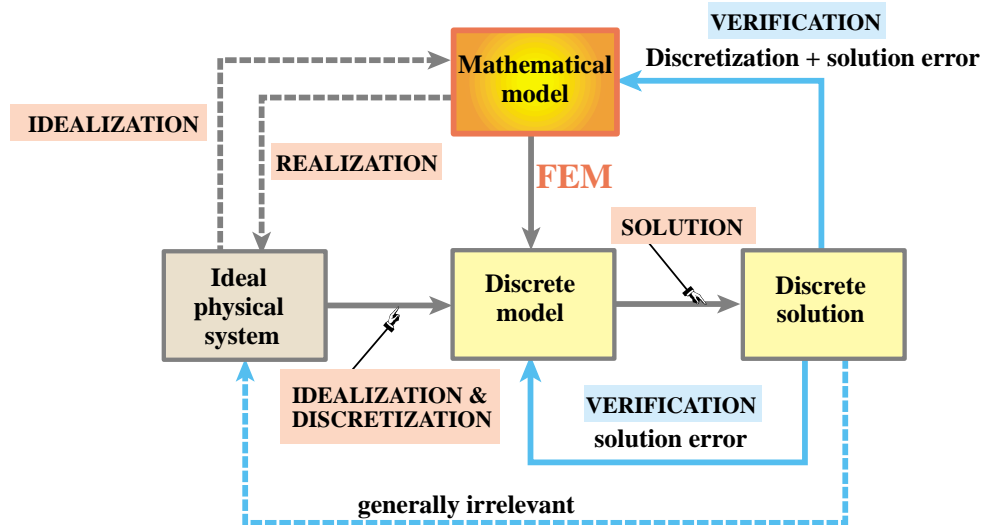 VERIFICATION
Discretization + solution error
Mathematical
model
IDEALIZATION
REALIZATION
FEM
SOLUTION
Ideal
physical
system
Discrete
model
Discrete
solution
IDEALIZATION &
DISCRETIZATION
VERIFICATION
solution error
generally irrelevant